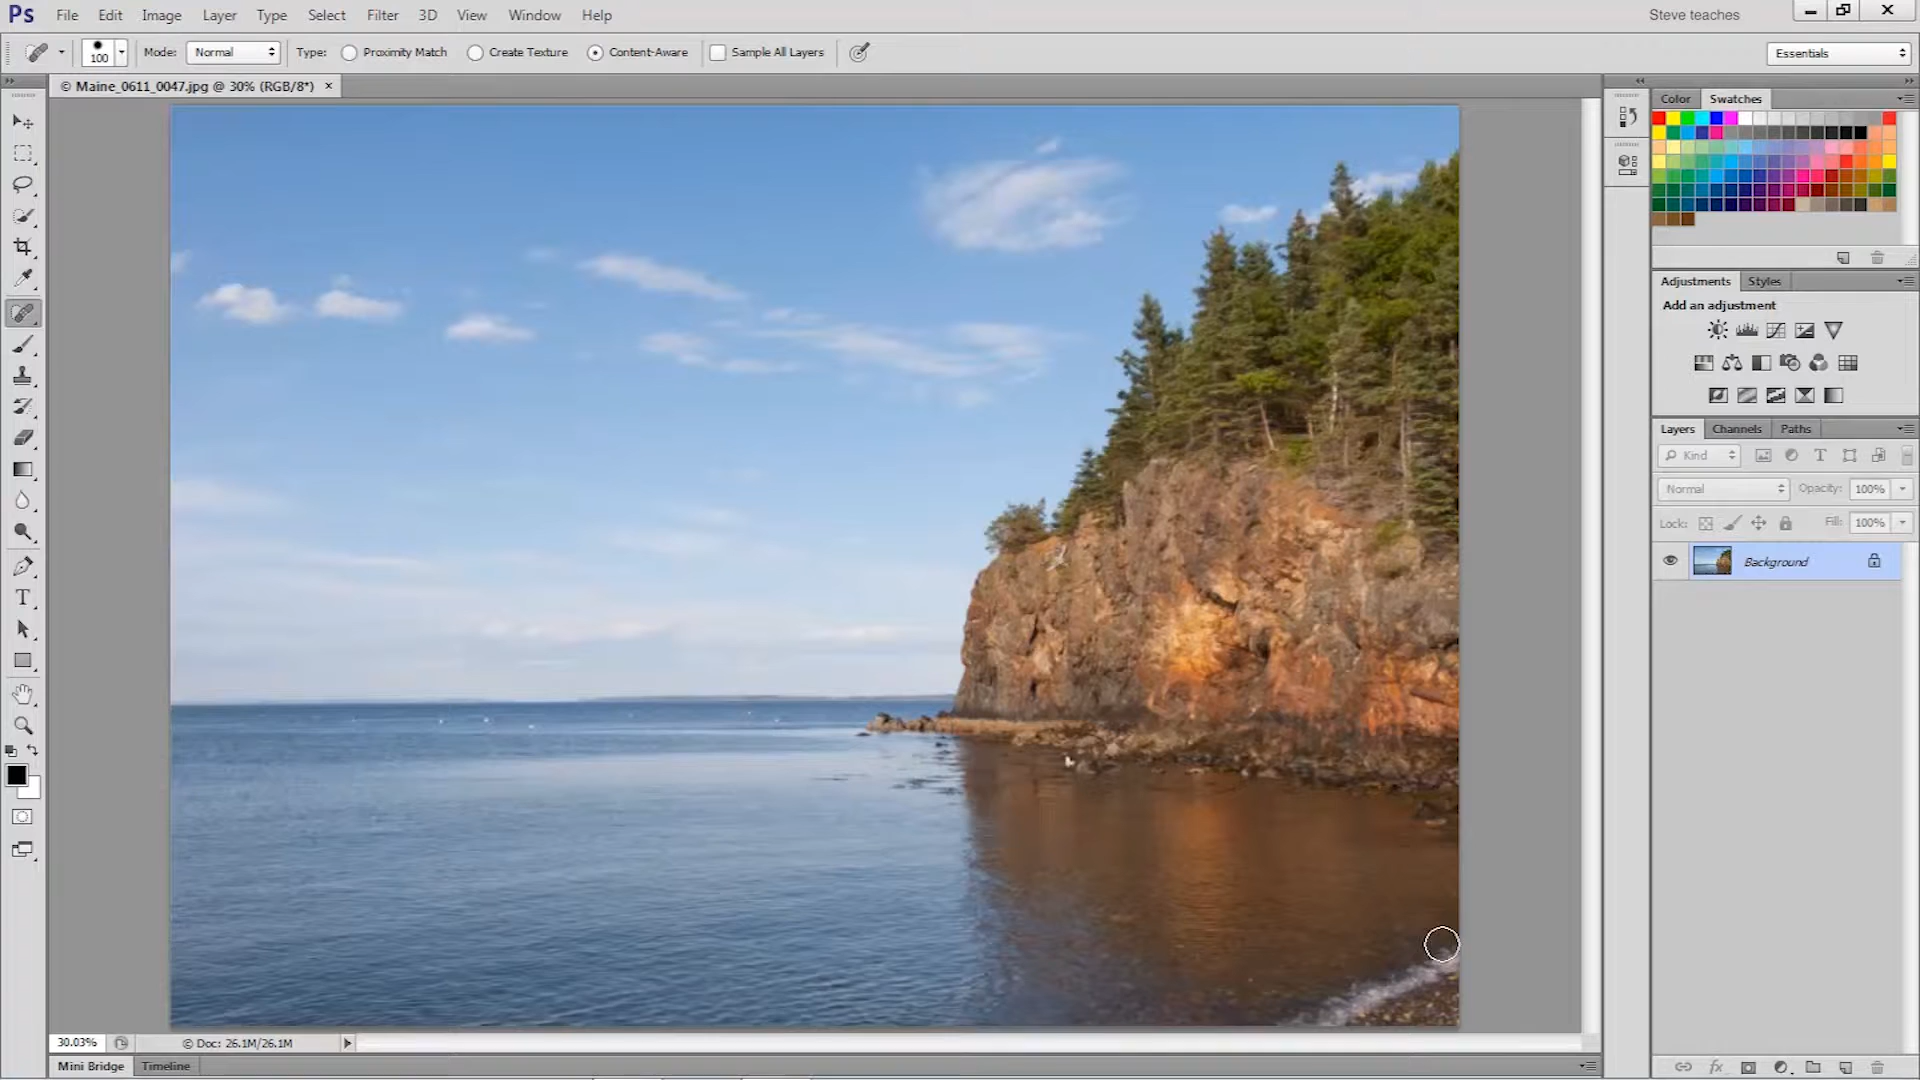 Ps File Edit Image Layer Type Select Filter 3D View Window Help Steve teaches
100 Mode: Normal Type: Proximity Match Create Texture Content-Aware Sample All Layers Essentials
© Maine_0611_0047.jpg @ 30% (RGB/8*) ×
Color Swatches
Adjustments Styles
Add an adjustment
Layers Channels Paths
Kind
Normal Opacity: 100%
Lock: Fill: 100%
Background
30.03% © Doc: 26.1M/26.1M
Mini Bridge Timeline